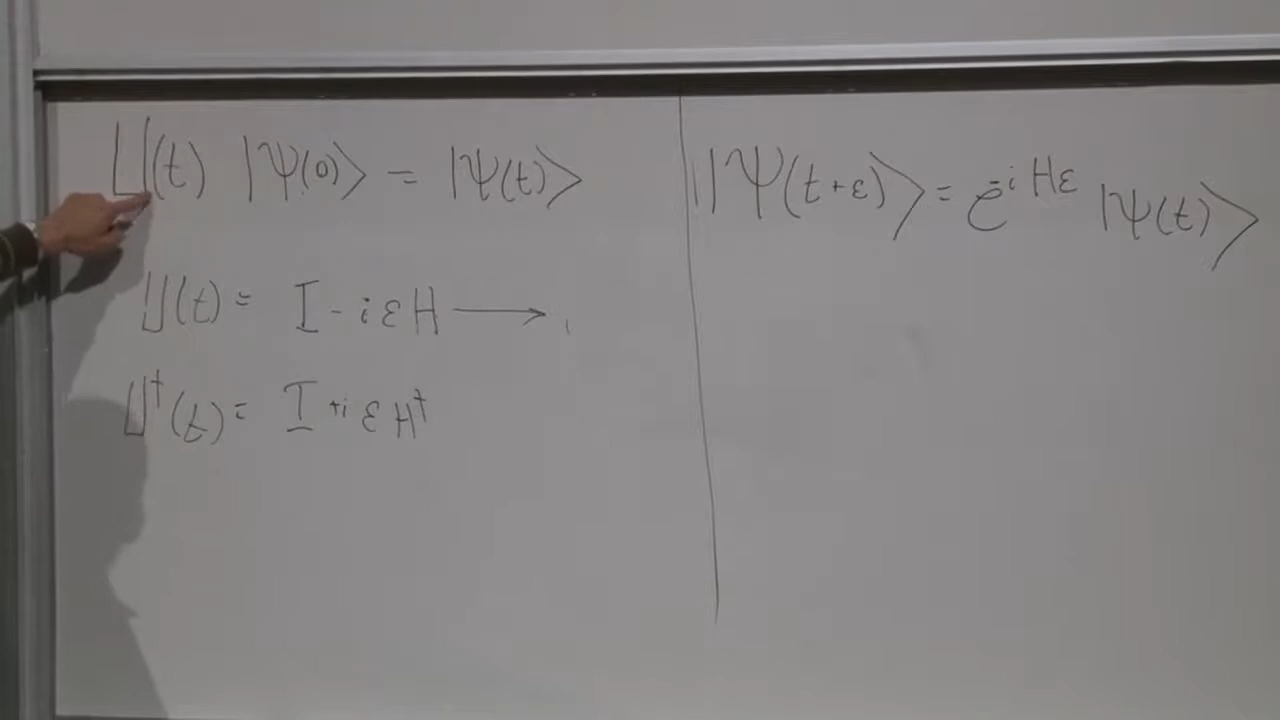 U(t) |Ψ(0)⟩ = |Ψ(t)⟩
U(t) = I - iεH ⟶
U†(t) = I + iεH†
|Ψ(t+ε)⟩ = e^{-iHε} |Ψ(t)⟩